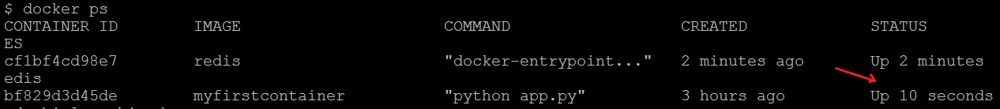 $ docker ps
CONTAINER ID IMAGE COMMAND CREATED STATUS
ES
cf1bf4cd98e7 redis "docker-entrypoint..." 2 minutes ago Up 2 minutes
edis
bf829d3d45de myfirstcontainer "python app.py" 3 hours ago Up 10 seconds